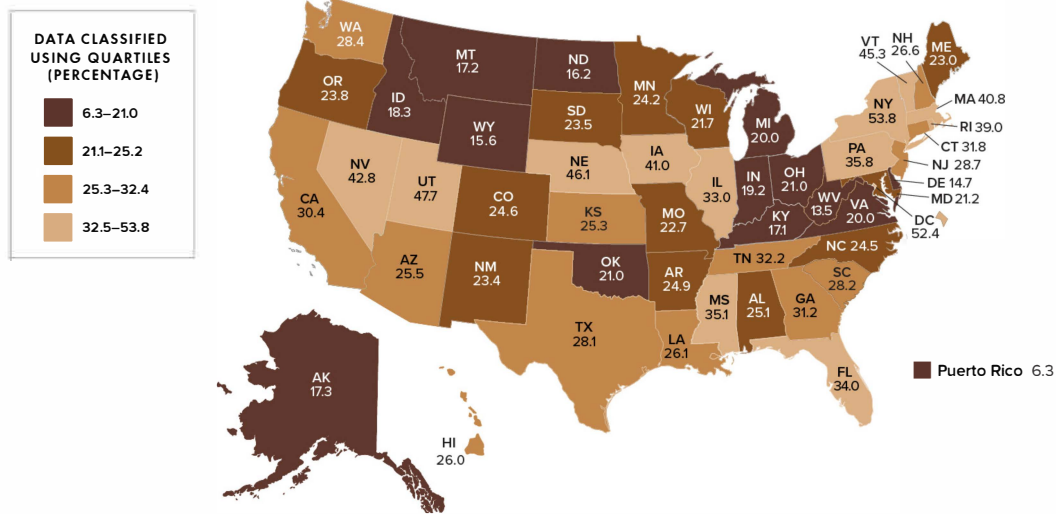 DATA CLASSIFIED
USING QUARTILES
(PERCENTAGE)
6.3–21.0
21.1–25.2
25.3–32.4
32.5–53.8
WA
28.4
OR
23.8
CA
30.4
NV
42.8
ID
18.3
MT
17.2
WY
15.6
UT
47.7
AZ
25.5
CO
24.6
NM
23.4
ND
16.2
SD
23.5
NE
46.1
KS
25.3
OK
21.0
TX
28.1
MN
24.2
IA
41.0
MO
22.7
AR
24.9
LA
26.1
WI
21.7
IL
33.0
MI
20.0
IN
19.2
OH
21.0
KY
17.1
TN 32.2
MS
35.1
AL
25.1
GA
31.2
FL
34.0
SC
28.2
NC 24.5
VA
20.0
WV
13.5
PA
35.8
NY
53.8
VT
45.3
NH
26.6
ME
23.0
MA 40.8
RI 39.0
CT 31.8
NJ 28.7
DE 14.7
MD 21.2
DC
52.4
AK
17.3
HI
26.0
Puerto Rico 6.3